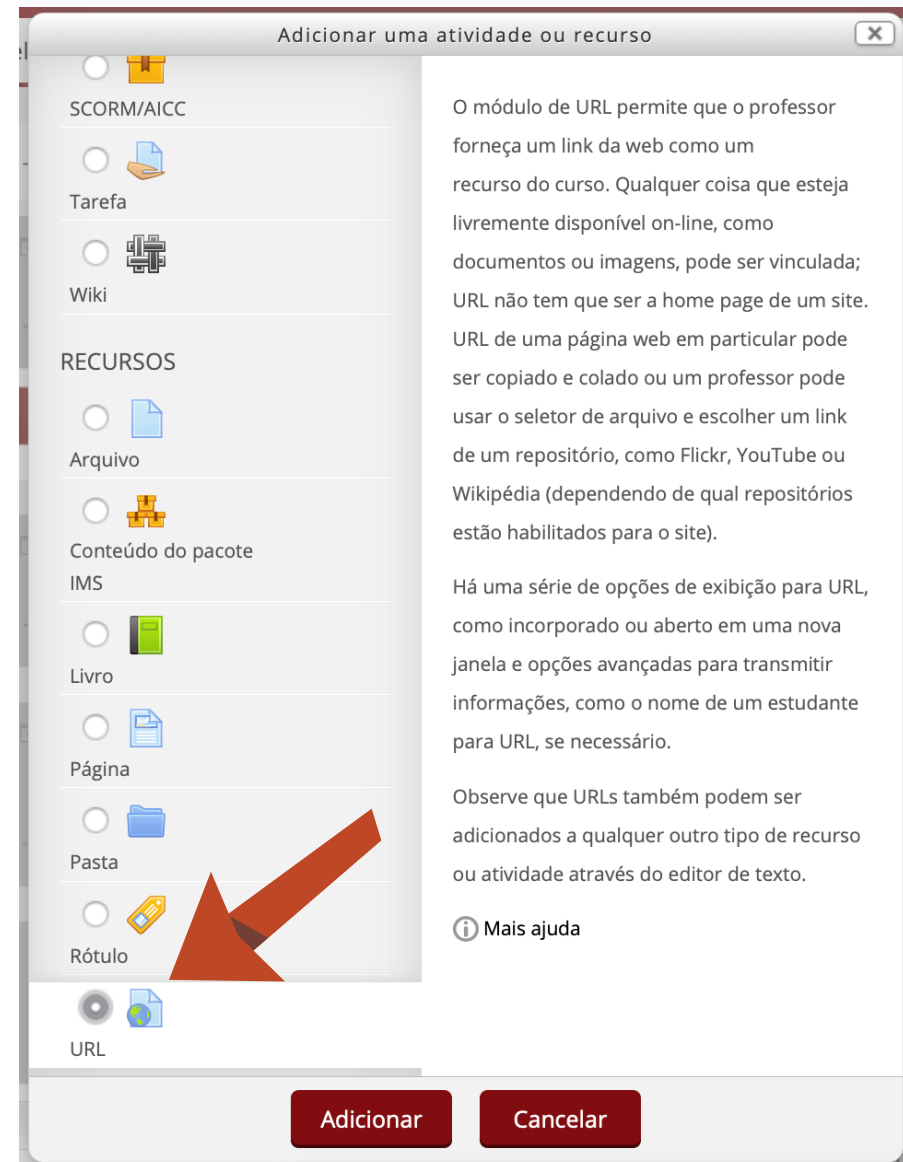 Adicionar uma atividade ou recurso
SCORM/AICC
Tarefa
Wiki
RECURSOS
Arquivo
Conteúdo do pacote
IMS
Livro
Página
Pasta
Rótulo
URL
O módulo de URL permite que o professor
forneça um link da web como um
recurso do curso. Qualquer coisa que esteja
livremente disponível on-line, como
documentos ou imagens, pode ser vinculada;
URL não tem que ser a home page de um site.
URL de uma página web em particular pode
ser copiado e colado ou um professor pode
usar o seletor de arquivo e escolher um link
de um repositório, como Flickr, YouTube ou
Wikipédia (dependendo de qual repositórios
estão habilitados para o site).
Há uma série de opções de exibição para URL,
como incorporado ou aberto em uma nova
janela e opções avançadas para transmitir
informações, como o nome de um estudante
para URL, se necessário.
Observe que URLs também podem ser
adicionados a qualquer outro tipo de recurso
ou atividade através do editor de texto.
Mais ajuda
Adicionar
Cancelar